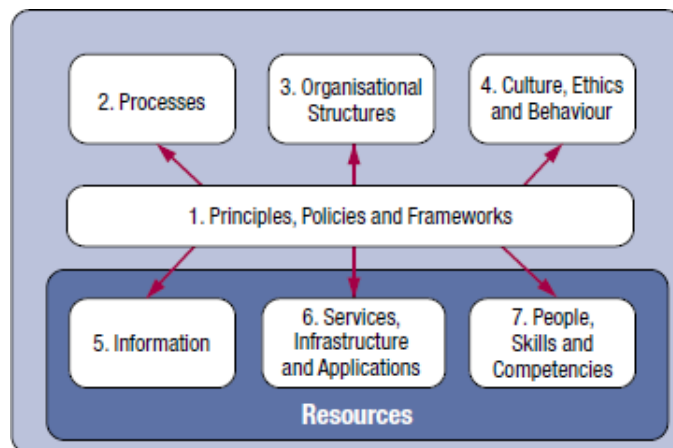 2. Processes
3. Organisational
Structures
4. Culture, Ethics
and Behaviour
1. Principles, Policies and Frameworks
5. Information
6. Services,
Infrastructure
and Applications
7. People,
Skills and
Competencies
Resources